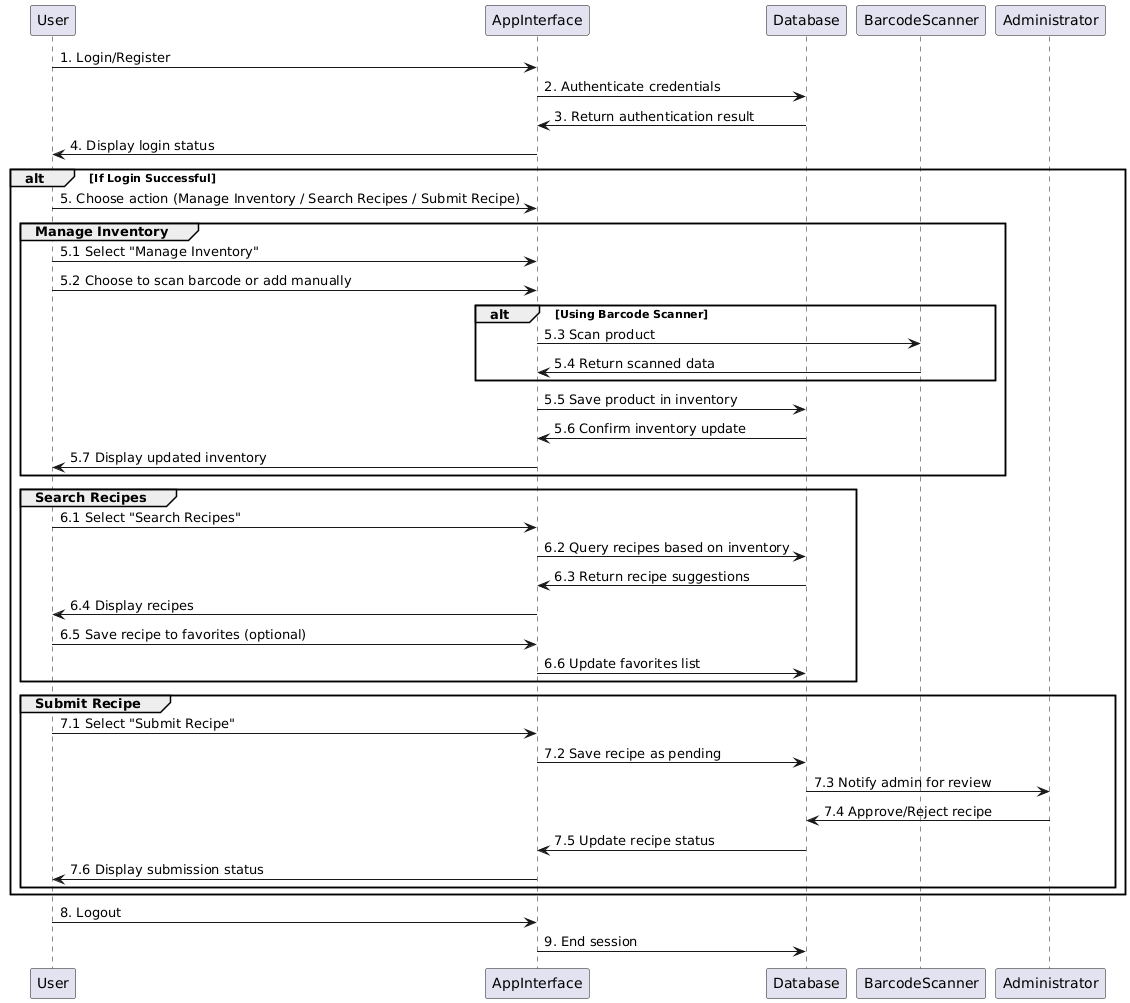 User AppInterface Database BarcodeScanner Administrator
1. Login/Register
2. Authenticate credentials
3. Return authentication result
4. Display login status
alt [If Login Successful]
5. Choose action (Manage Inventory / Search Recipes / Submit Recipe)
Manage Inventory
5.1 Select "Manage Inventory"
5.2 Choose to scan barcode or add manually
alt [Using Barcode Scanner]
5.3 Scan product
5.4 Return scanned data
5.5 Save product in inventory
5.6 Confirm inventory update
5.7 Display updated inventory
Search Recipes
6.1 Select "Search Recipes"
6.2 Query recipes based on inventory
6.3 Return recipe suggestions
6.4 Display recipes
6.5 Save recipe to favorites (optional)
6.6 Update favorites list
Submit Recipe
7.1 Select "Submit Recipe"
7.2 Save recipe as pending
7.3 Notify admin for review
7.4 Approve/Reject recipe
7.5 Update recipe status
7.6 Display submission status
8. Logout
9. End session
User AppInterface Database BarcodeScanner Administrator